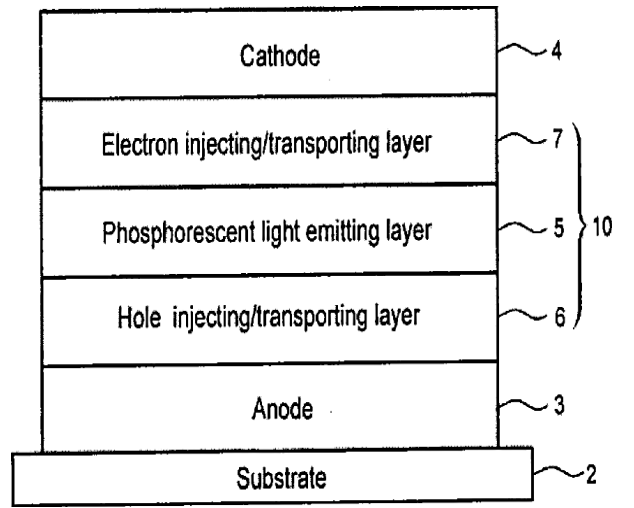 Cathode 4
Electron injecting/transporting layer 7
Phosphorescent light emitting layer 5 10
Hole injecting/transporting layer 6
Anode 3
Substrate 2